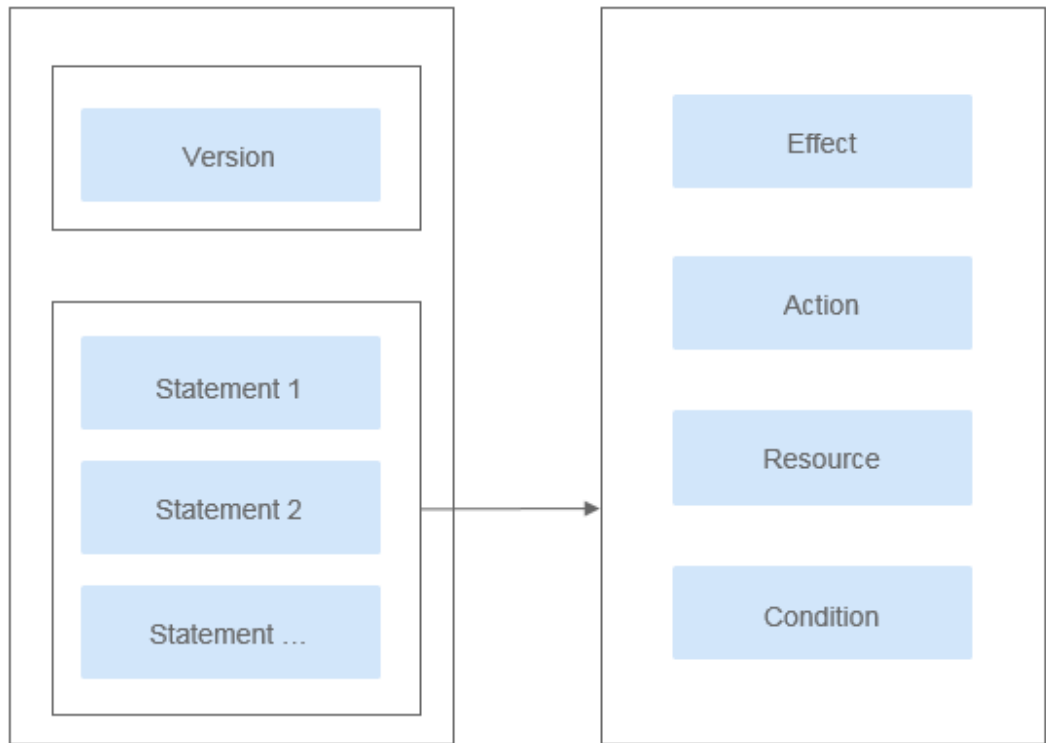 Version
Statement 1
Statement 2
Statement …
Effect
Action
Resource
Condition